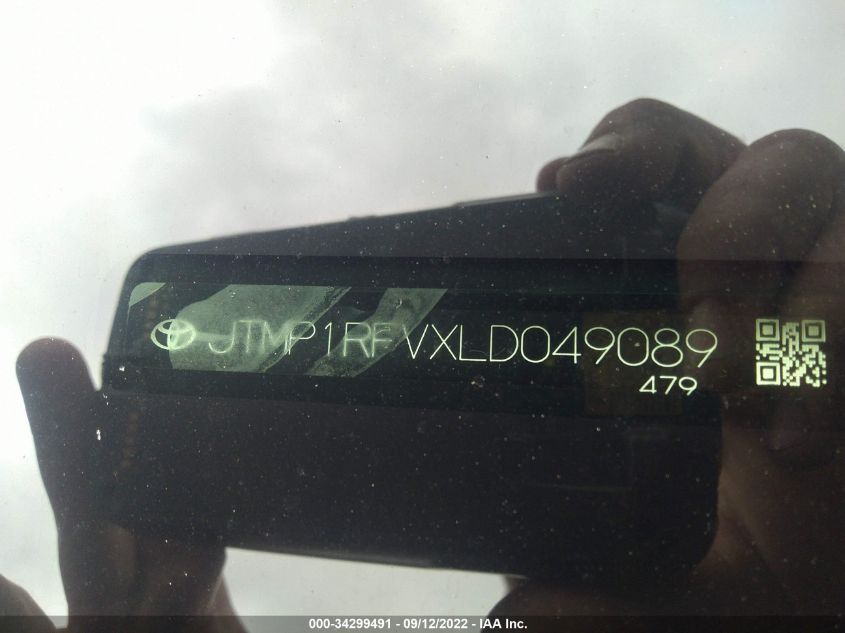 JTMP1RFVXLD049089
479
000-34299491 - 09/12/2022 - IAA Inc.